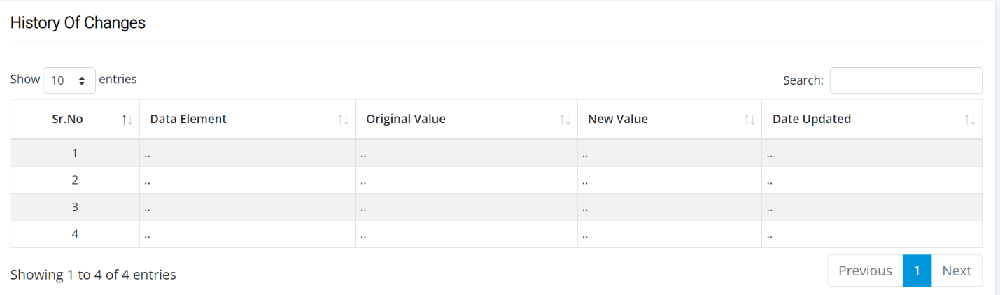 History Of Changes
Show 10 entries Search:
Sr.No Data Element Original Value New Value Date Updated
1 .. .. .. ..
2 .. .. .. ..
3 .. .. .. ..
4 .. .. .. ..
Showing 1 to 4 of 4 entries Previous 1 Next